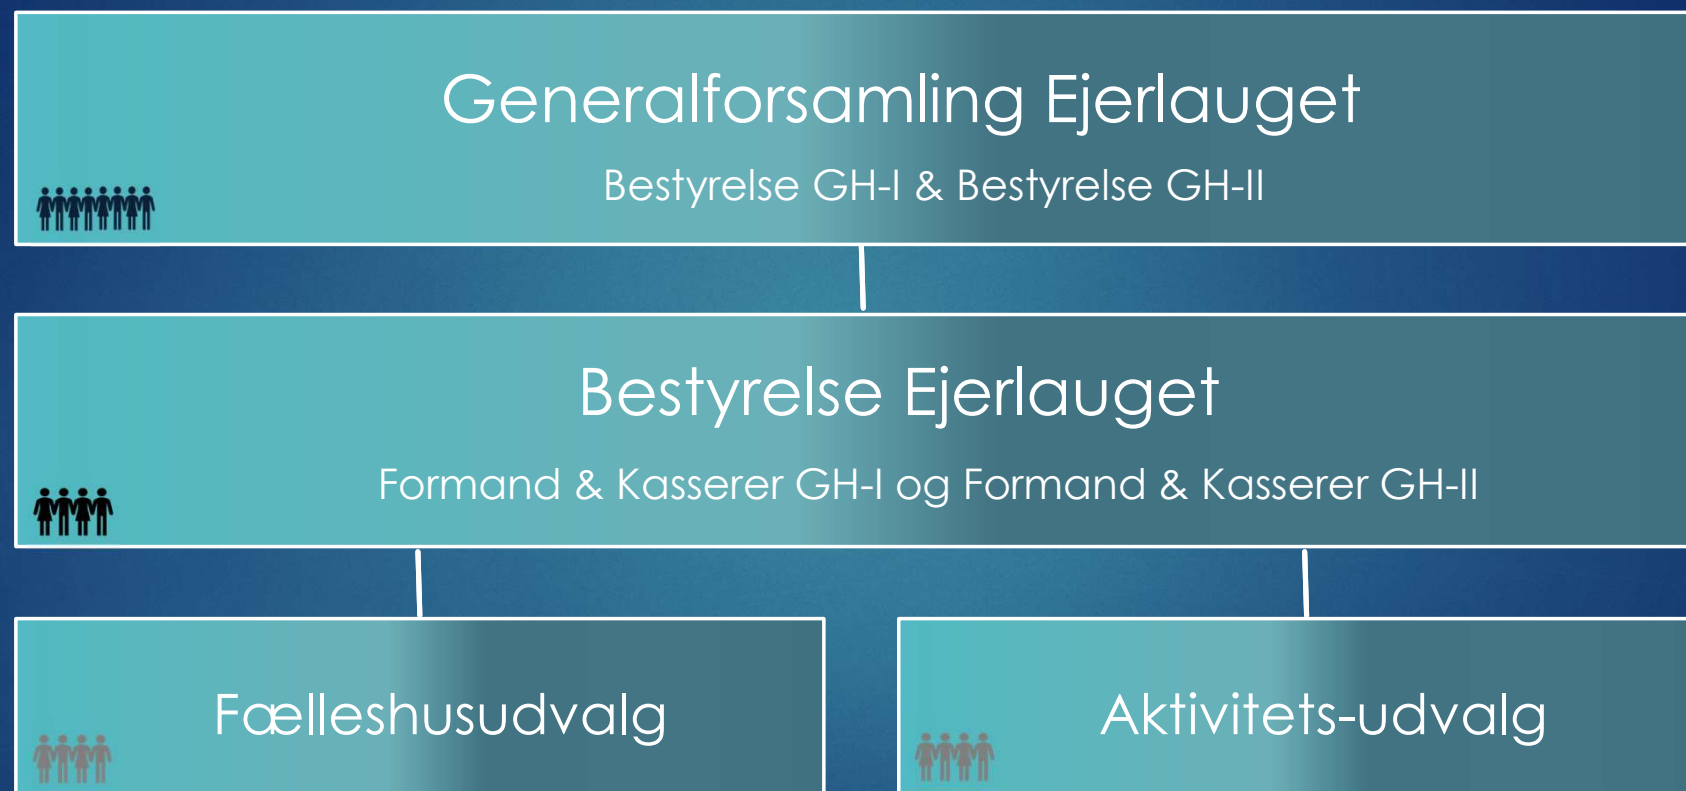 Generalforsamling Ejerlauget
Bestyrelse GH-I & Bestyrelse GH-II
Bestyrelse Ejerlauget
Formand & Kasserer GH-I og Formand & Kasserer GH-II
Fælleshusudvalg
Aktivitets-udvalg